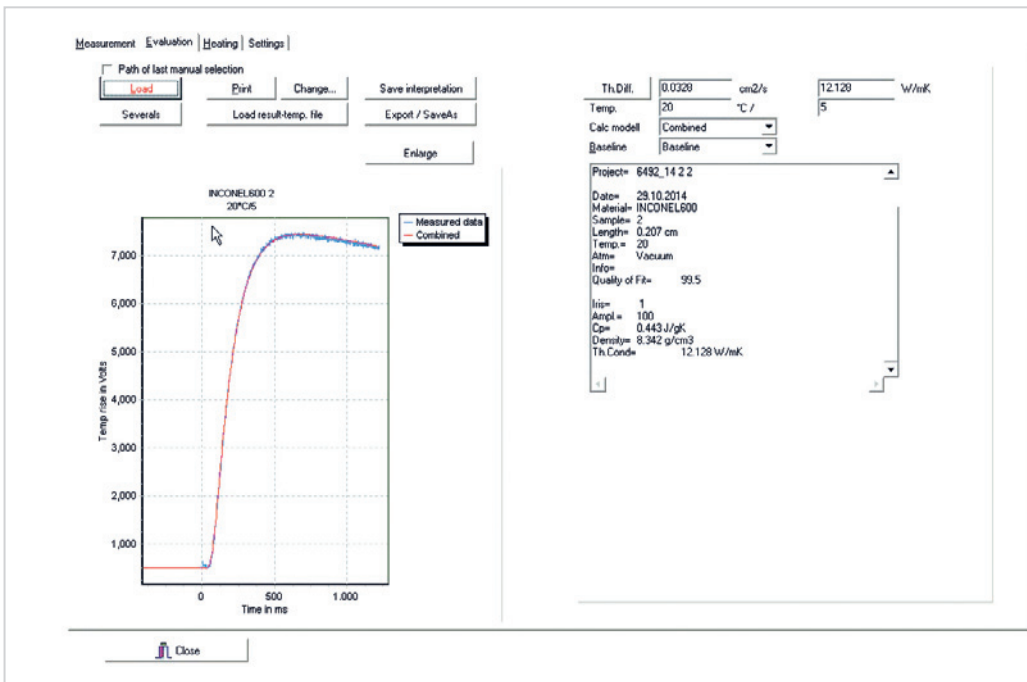 Measurement Evaluation Heating Settings
Path of last manual selection
Load Print Change... Save interpretation
Severals Load result-temp. file Export / SaveAs
Enlarge
Th.Diff. 0.0328 cm2/s 12.128 W/mK
Temp. 20 °C / 5
Calc modell Combined
Baseline Baseline
Project= 6492_14 2 2
Date= 29.10.2014
Material= INCONEL600
Sample= 2
Length= 0.207 cm
Temp.= 20
Atm= Vacuum
Info=
Quality of Fit= 99.5
Iris= 1
Ampl.= 100
Cp= 0.443 J/gK
Density= 8.342 g/cm3
Th.Cond= 12.128 W/mK
INCONEL600 2
20°C/5
Measured data
Combined
Temp rise in Volts
7,000
6,000
5,000
4,000
3,000
2,000
1,000
0 500 1.000
Time in ms
Close